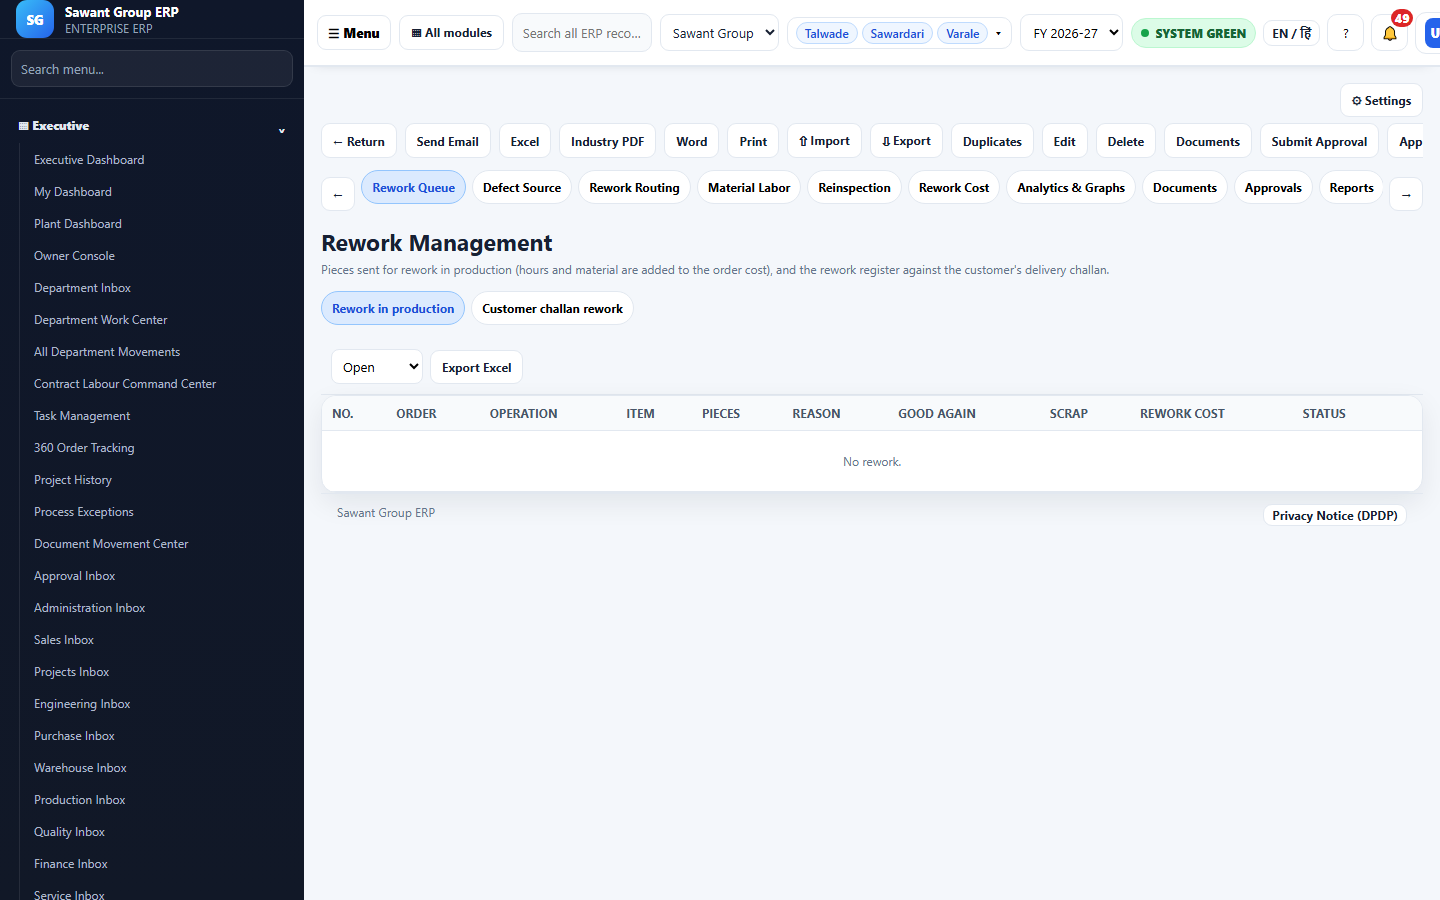 SG
Sawant Group ERP
ENTERPRISE ERP
Search menu...
Executive
Executive Dashboard
My Dashboard
Plant Dashboard
Owner Console
Department Inbox
Department Work Center
All Department Movements
Contract Labour Command Center
Task Management
360 Order Tracking
Project History
Process Exceptions
Document Movement Center
Approval Inbox
Administration Inbox
Sales Inbox
Projects Inbox
Engineering Inbox
Purchase Inbox
Warehouse Inbox
Production Inbox
Quality Inbox
Finance Inbox
Service Inbox
☰ Menu All modules Search all ERP reco... Sawant Group Talwade Sawardari Varale FY 2026-27 SYSTEM GREEN EN / हिं ? 49 U
⚙ Settings
← Return Send Email Excel Industry PDF Word Print ⇧ Import ⇩ Export Duplicates Edit Delete Documents Submit Approval App
← Rework Queue Defect Source Rework Routing Material Labor Reinspection Rework Cost Analytics & Graphs Documents Approvals Reports →
Rework Management
Pieces sent for rework in production (hours and material are added to the order cost), and the rework register against the customer's delivery challan.
Rework in production Customer challan rework
Open Export Excel
NO. ORDER OPERATION ITEM PIECES REASON GOOD AGAIN SCRAP REWORK COST STATUS
No rework.
Sawant Group ERP Privacy Notice (DPDP)